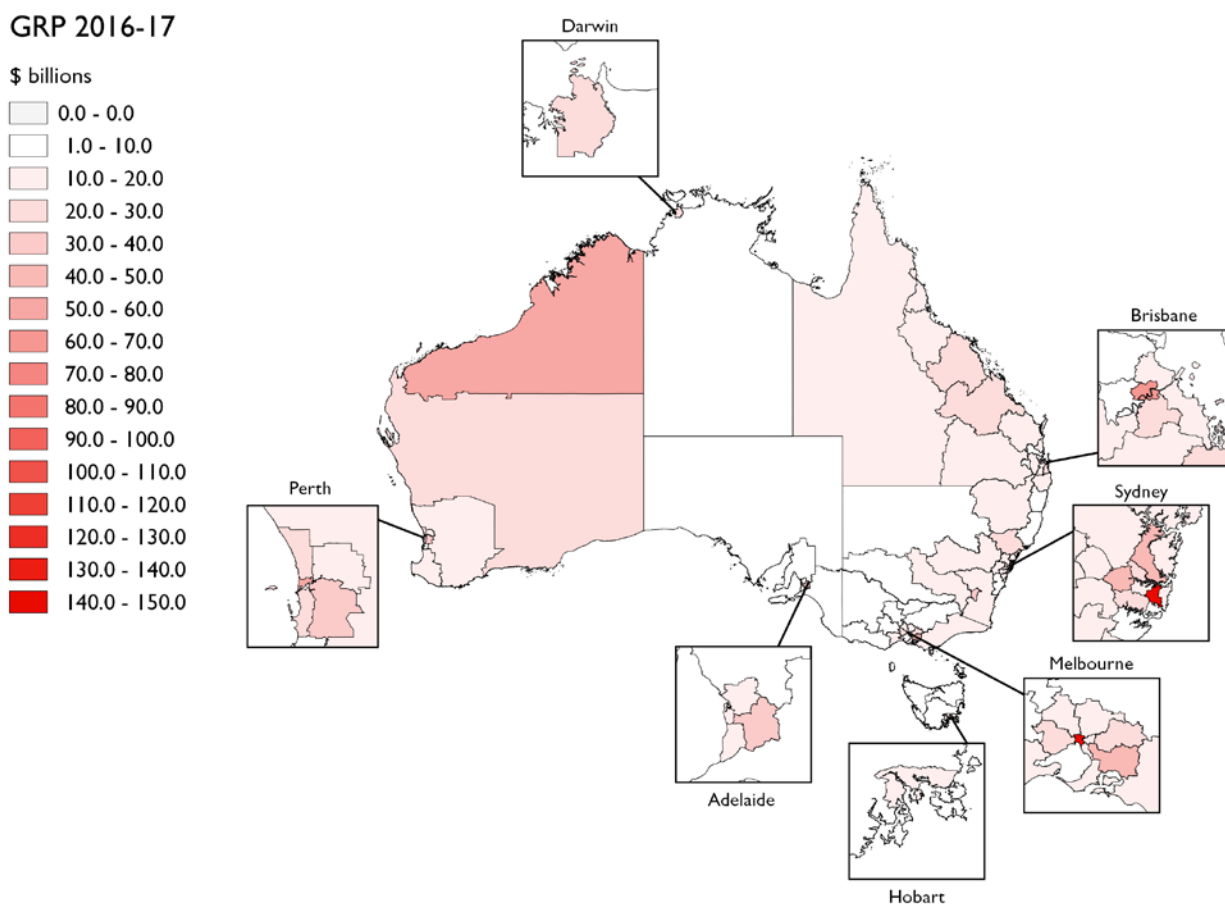 GRP 2016-17
$ billions
0.0 - 0.0
1.0 - 10.0
10.0 - 20.0
20.0 - 30.0
30.0 - 40.0
40.0 - 50.0
50.0 - 60.0
60.0 - 70.0
70.0 - 80.0
80.0 - 90.0
90.0 - 100.0
100.0 - 110.0
110.0 - 120.0
120.0 - 130.0
130.0 - 140.0
140.0 - 150.0
Darwin
Brisbane
Perth
Sydney
Melbourne
Adelaide
Hobart